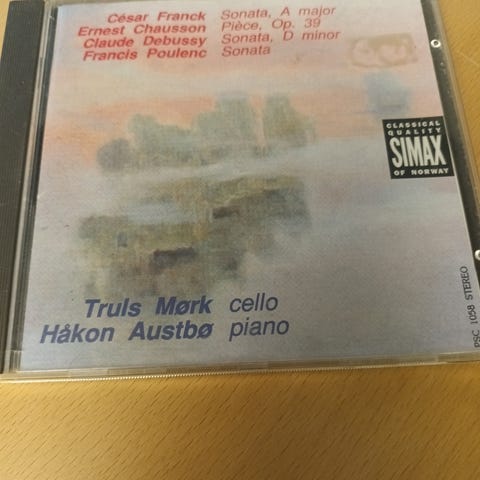 César Franck Sonata, A major
Ernest Chausson Pièce, Op. 39
Claude Debussy Sonata, D minor
Francis Poulenc Sonata
CLASSICAL
QUALITY
SIMAX
OF NORWAY
Truls Mørk cello
Håkon Austbø piano
PSC 1058 STEREO